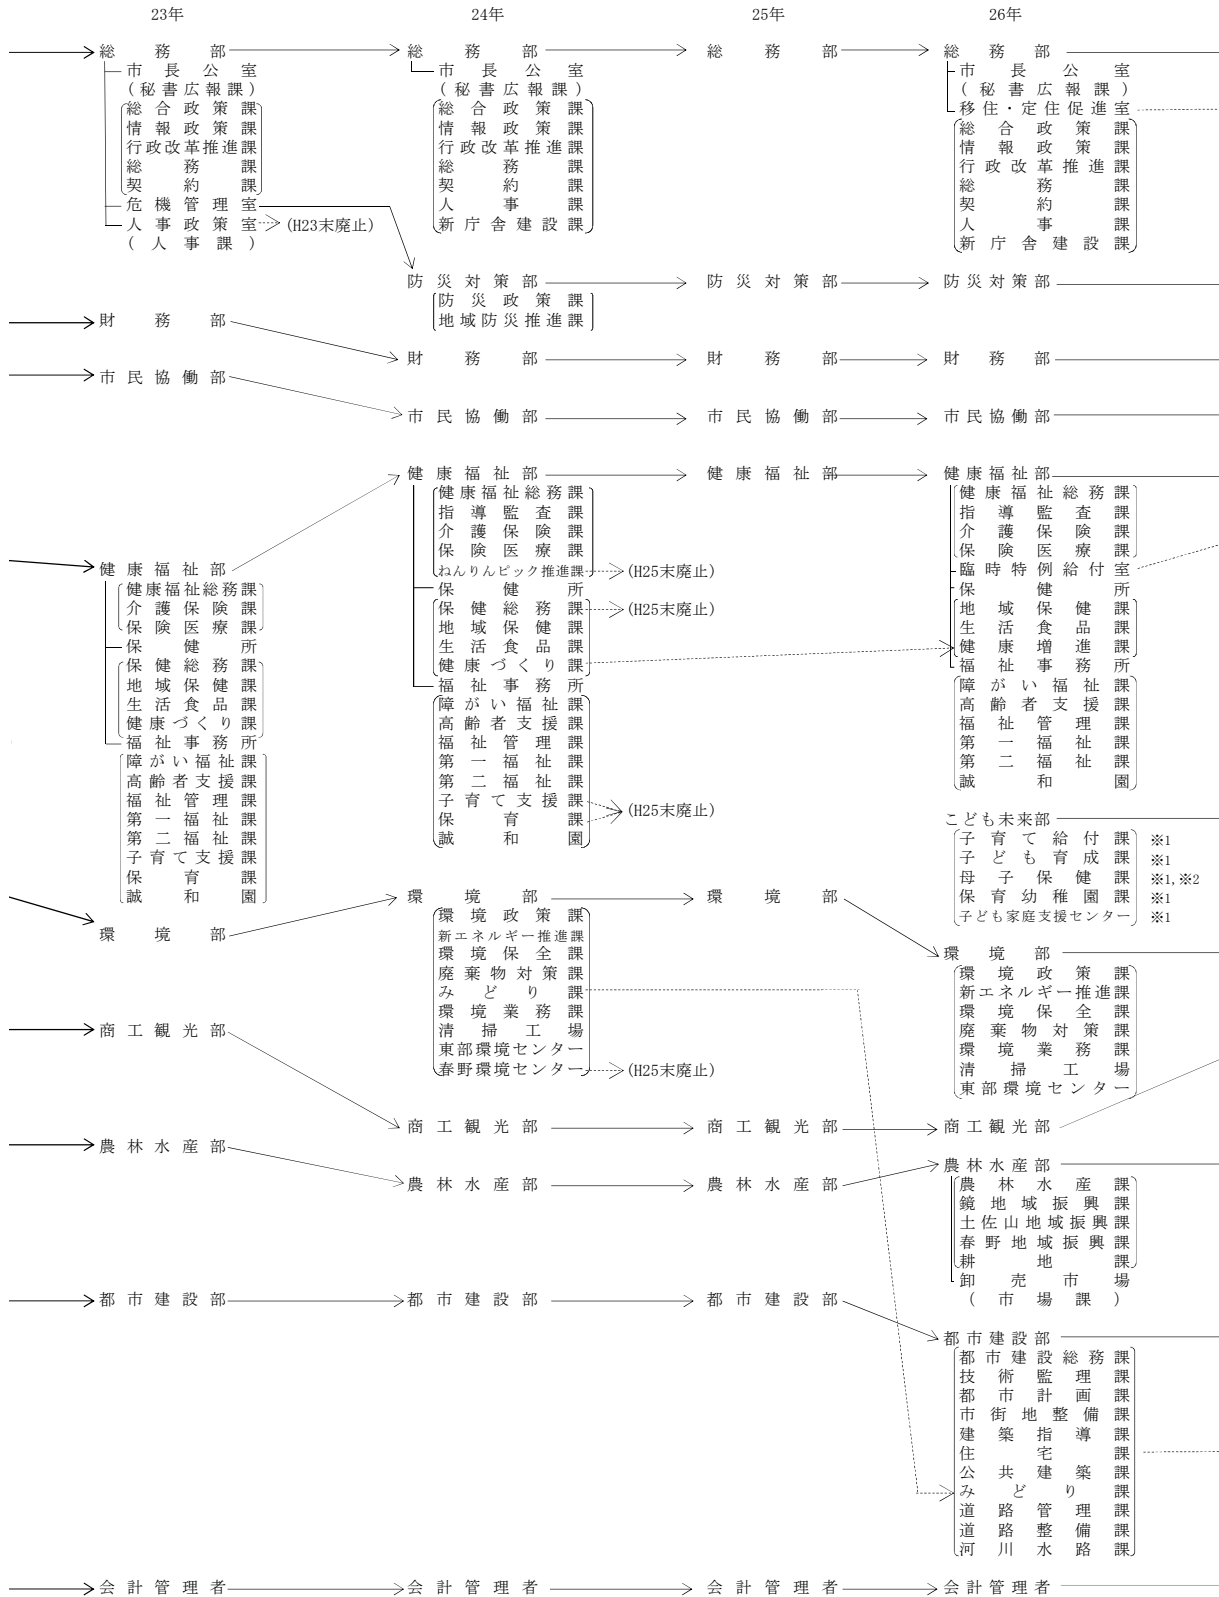 23年
24年
25年
26年
総務部
市長公室
(秘書広報課)
総合政策課
情報政策課
行政改革推進課
総務課
契約課
危機管理室
人事政策室
(H23末廃止)
(人事課)
財務部
市民協働部
健康福祉部
健康福祉総務課
介護保険課
保険医療課
保健所
保健総務課
地域保健課
生活食品課
健康づくり課
福祉事務所
障がい福祉課
高齢者支援課
福祉管理課
第一福祉課
第二福祉課
子育て支援課
保育課
誠和園
環境部
商工観光部
農林水産部
都市建設部
会計管理者
総務部
市長公室
(秘書広報課)
総合政策課
情報政策課
行政改革推進課
総務課
契約課
人事課
新庁舎建設課
防災対策部
防災政策課
地域防災推進課
財務部
市民協働部
健康福祉部
健康福祉総務課
指導監査課
介護保険課
保険医療課
ねんりんピック推進課
(H25末廃止)
保健所
保健総務課
(H25末廃止)
地域保健課
生活食品課
健康づくり課
福祉事務所
障がい福祉課
高齢者支援課
福祉管理課
第一福祉課
第二福祉課
子育て支援課
(H25末廃止)
保育課
誠和園
環境部
環境政策課
新エネルギー推進課
環境保全課
廃棄物対策課
みどり課
環境業務課
清掃工場
東部環境センター
春野環境センター
(H25末廃止)
商工観光部
農林水産部
都市建設部
会計管理者
総務部
防災対策部
財務部
市民協働部
健康福祉部
環境部
商工観光部
農林水産部
都市建設部
会計管理者
総務部
市長公室
(秘書広報課)
移住・定住促進室
総合政策課
情報政策課
行政改革推進課
総務課
契約課
人事課
新庁舎建設課
防災対策部
財務部
市民協働部
健康福祉部
健康福祉総務課
指導監査課
介護保険課
保険医療課
臨時特例給付室
保健所
地域保健課
生活食品課
健康増進課
福祉事務所
障がい福祉課
高齢者支援課
福祉管理課
第一福祉課
第二福祉課
誠和園
こども未来部
子育て給付課 ※1
子ども育成課 ※1
母子保健課 ※1,※2
保育幼稚園課 ※1
子ども家庭支援センター ※1
環境部
環境政策課
新エネルギー推進課
環境保全課
廃棄物対策課
環境業務課
清掃工場
東部環境センター
商工観光部
農林水産部
農林水産課
鏡地域振興課
土佐山地域振興課
春野地域振興課
耕地課
卸売市場
(市場課)
都市建設部
都市建設総務課
技術監理課
都市計画課
市街地整備課
建築指導課
住宅課
公共建築課
みどり課
道路管理課
道路整備課
河川水路課
会計管理者